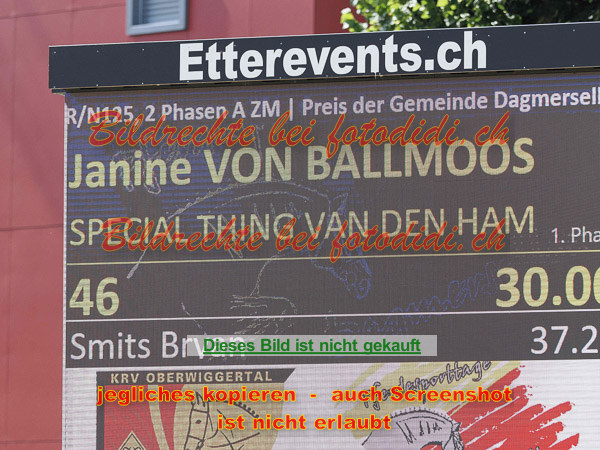 Etterevents.ch
R/N125, 2 Phasen A ZM | Preis der Gemeinde Dagmersell
Bildrechte bei fotodidi.ch
Janine VON BALLMOOS
SPECIAL THING VAN DEN HAM
Bildrechte bei fotodidi.ch
1. Pha
46 30.00
Smits Bryan 37.2
Dieses Bild ist nicht gekauft
KRV OBERWIGGERTAL
Pferdesporttage
jegliches kopieren - auch Screenshot
ist nicht erlaubt